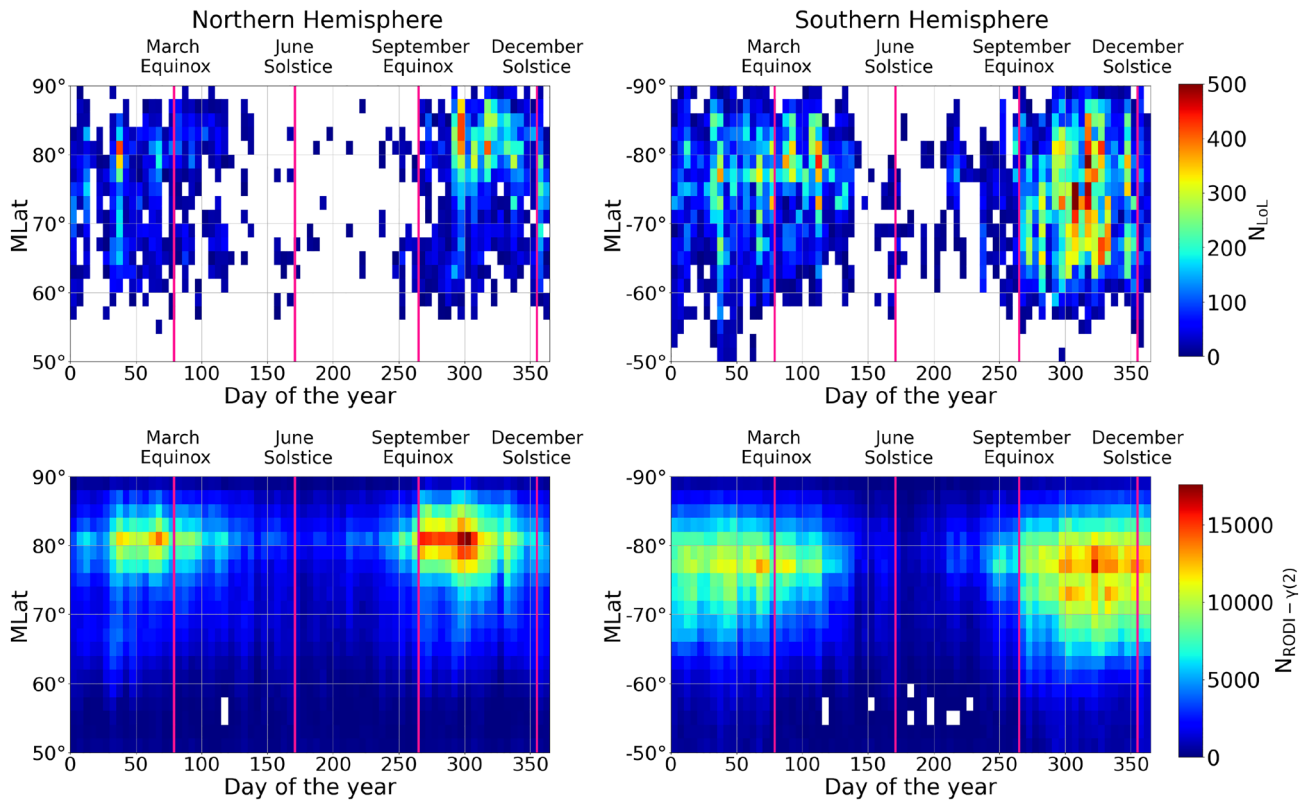 Northern Hemisphere
Southern Hemisphere
March Equinox
June Solstice
September Equinox
December Solstice
March Equinox
June Solstice
September Equinox
December Solstice
90°
80°
70°
60°
50°
MLat
0 50 100 150 200 250 300 350
Day of the year
-90°
-80°
-70°
-60°
-50°
MLat
0 50 100 150 200 250 300 350
Day of the year
500
400
300
200
100
0
N_LoL
March Equinox
June Solstice
September Equinox
December Solstice
March Equinox
June Solstice
September Equinox
December Solstice
90°
80°
70°
60°
50°
MLat
0 50 100 150 200 250 300 350
Day of the year
-90°
-80°
-70°
-60°
-50°
MLat
0 50 100 150 200 250 300 350
Day of the year
15000
10000
5000
0
N_RODI − γ(2)